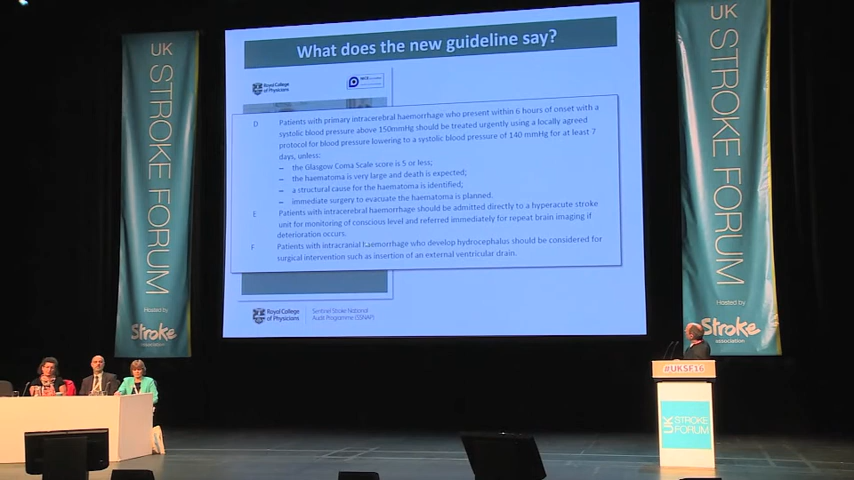 What does the new guideline say?
Royal College
of Physicians
NICE
D Patients with primary intracerebral haemorrhage who present within 6 hours of onset with a
systolic blood pressure above 150mmHg should be treated urgently using a locally agreed
protocol for blood pressure lowering to a systolic blood pressure of 140 mmHg for at least 7
days, unless:
– the Glasgow Coma Scale score is 5 or less;
– the haematoma is very large and death is expected;
– a structural cause for the haematoma is identified;
– immediate surgery to evacuate the haematoma is planned.
E Patients with intracerebral haemorrhage should be admitted directly to a hyperacute stroke
unit for monitoring of conscious level and referred immediately for repeat brain imaging if
deterioration occurs.
F Patients with intracranial haemorrhage who develop hydrocephalus should be considered for
surgical intervention such as insertion of an external ventricular drain.
Royal College
of Physicians
Sentinel Stroke National
Audit Programme (SSNAP)
UK
STROKE
FORUM
Hosted by
Stroke
association
UK
STROKE
FORUM
Hosted by
Stroke
association
#UKSF16
UK
STROKE
FORUM